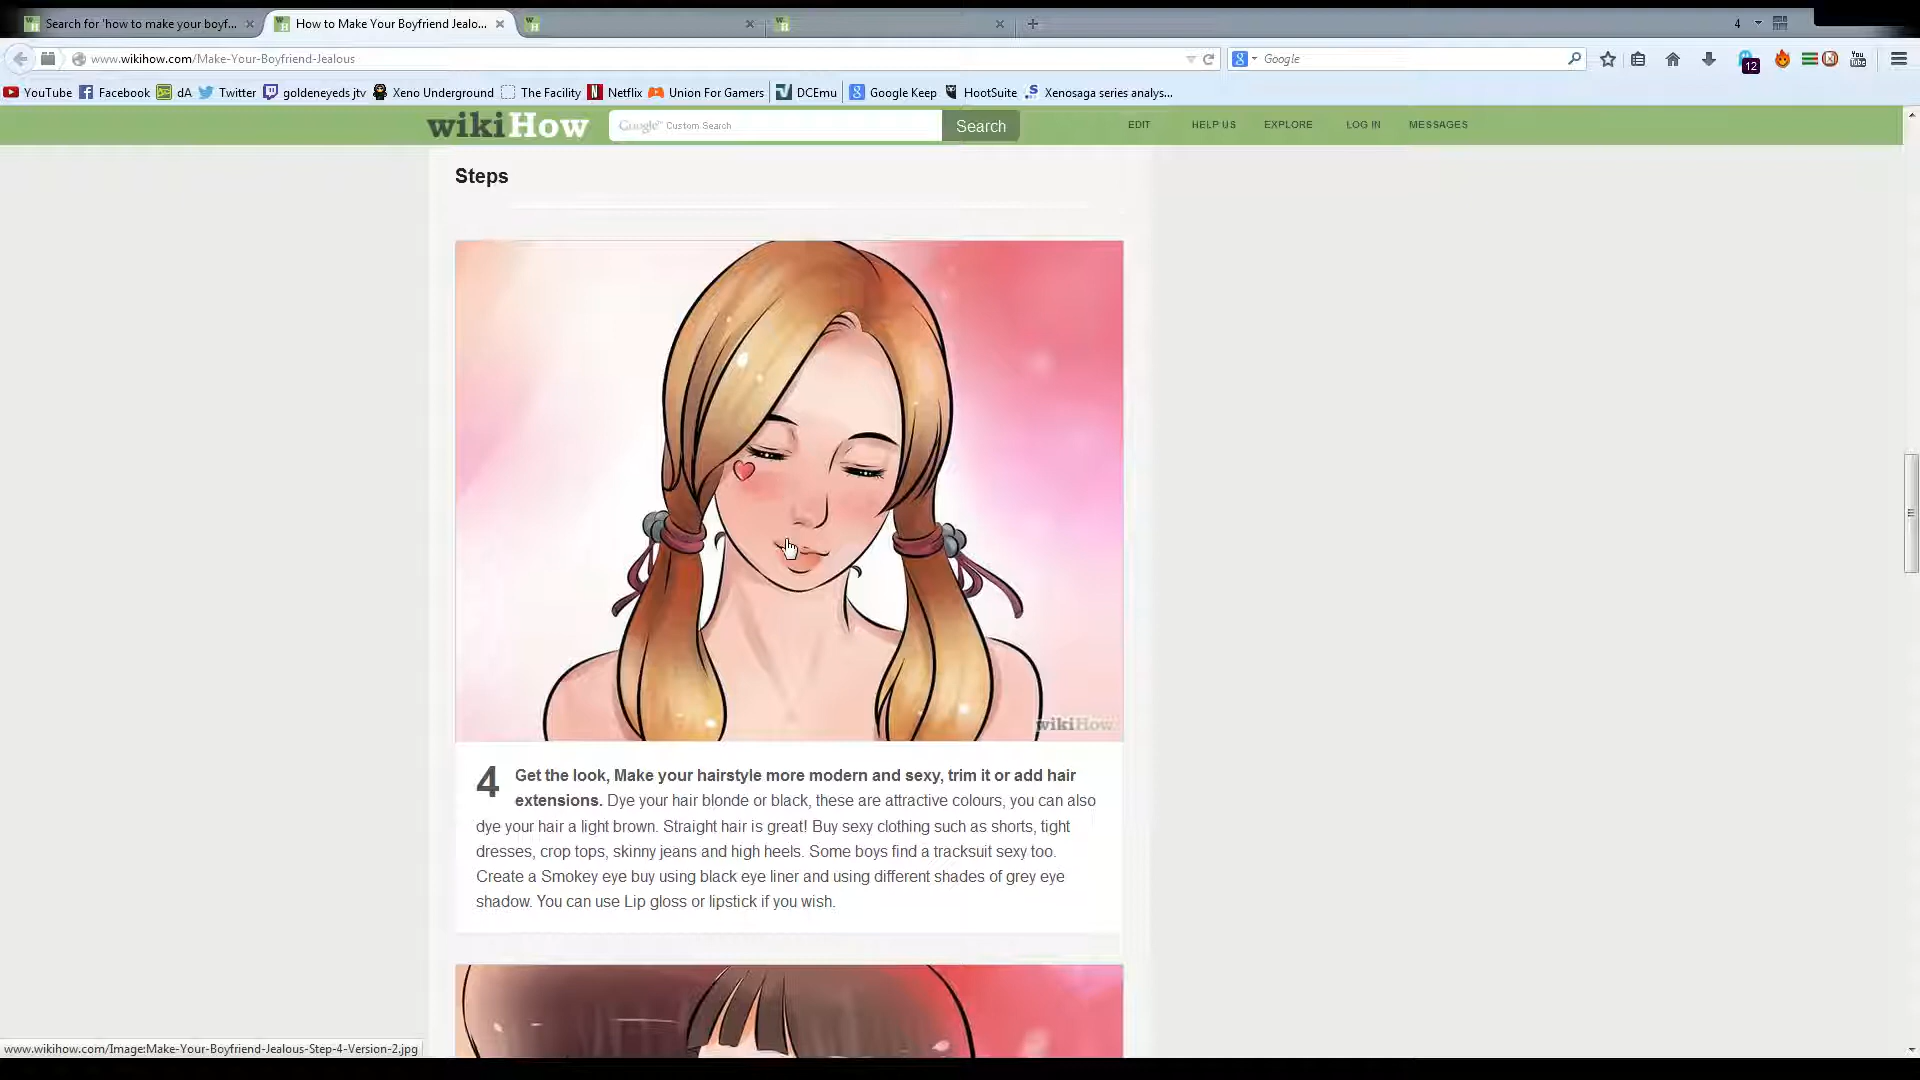 Search for 'how to make your boyf...
How to Make Your Boyfriend Jealo...
4
www.wikihow.com/Make-Your-Boyfriend-Jealous
Google
12
YouTube
Facebook
dA
Twitter
goldeneyeds jtv
Xeno Underground
The Facility
Netflix
Union For Gamers
DCEmu
Google Keep
HootSuite
Xenosaga series analys...
wikiHow
Google™ Custom Search
Search
EDIT
HELP US
EXPLORE
LOG IN
MESSAGES
Steps
wikiHow
4 Get the look, Make your hairstyle more modern and sexy, trim it or add hair
extensions. Dye your hair blonde or black, these are attractive colours, you can also
dye your hair a light brown. Straight hair is great! Buy sexy clothing such as shorts, tight
dresses, crop tops, skinny jeans and high heels. Some boys find a tracksuit sexy too.
Create a Smokey eye buy using black eye liner and using different shades of grey eye
shadow. You can use Lip gloss or lipstick if you wish.
www.wikihow.com/Image:Make-Your-Boyfriend-Jealous-Step-4-Version-2.jpg